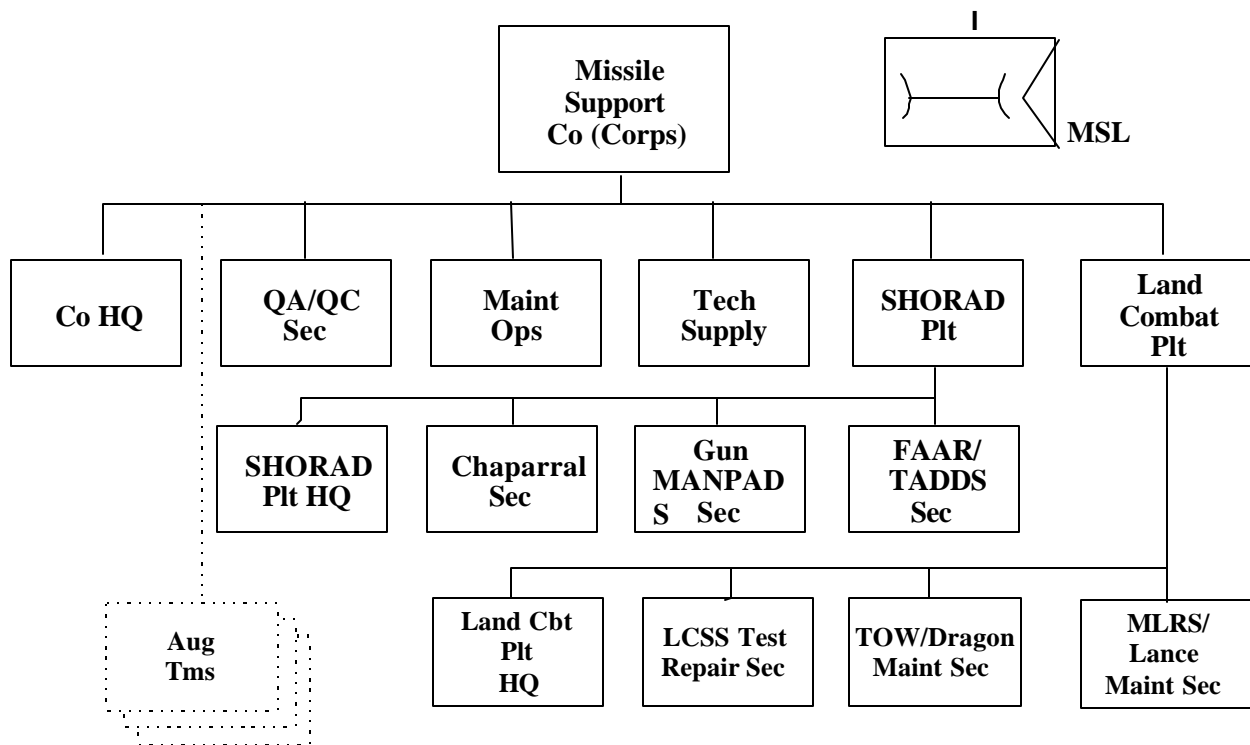 Missile
Support
Co (Corps)
I
MSL
Co HQ
QA/QC
Sec
Maint
Ops
Tech
Supply
SHORAD
Plt
Land
Combat
Plt
SHORAD
Plt HQ
Chaparral
Sec
Gun
MANPAD
S Sec
FAAR/
TADDS
Sec
Aug
Tms
Land Cbt
Plt
HQ
LCSS Test
Repair Sec
TOW/Dragon
Maint Sec
MLRS/
Lance
Maint Sec